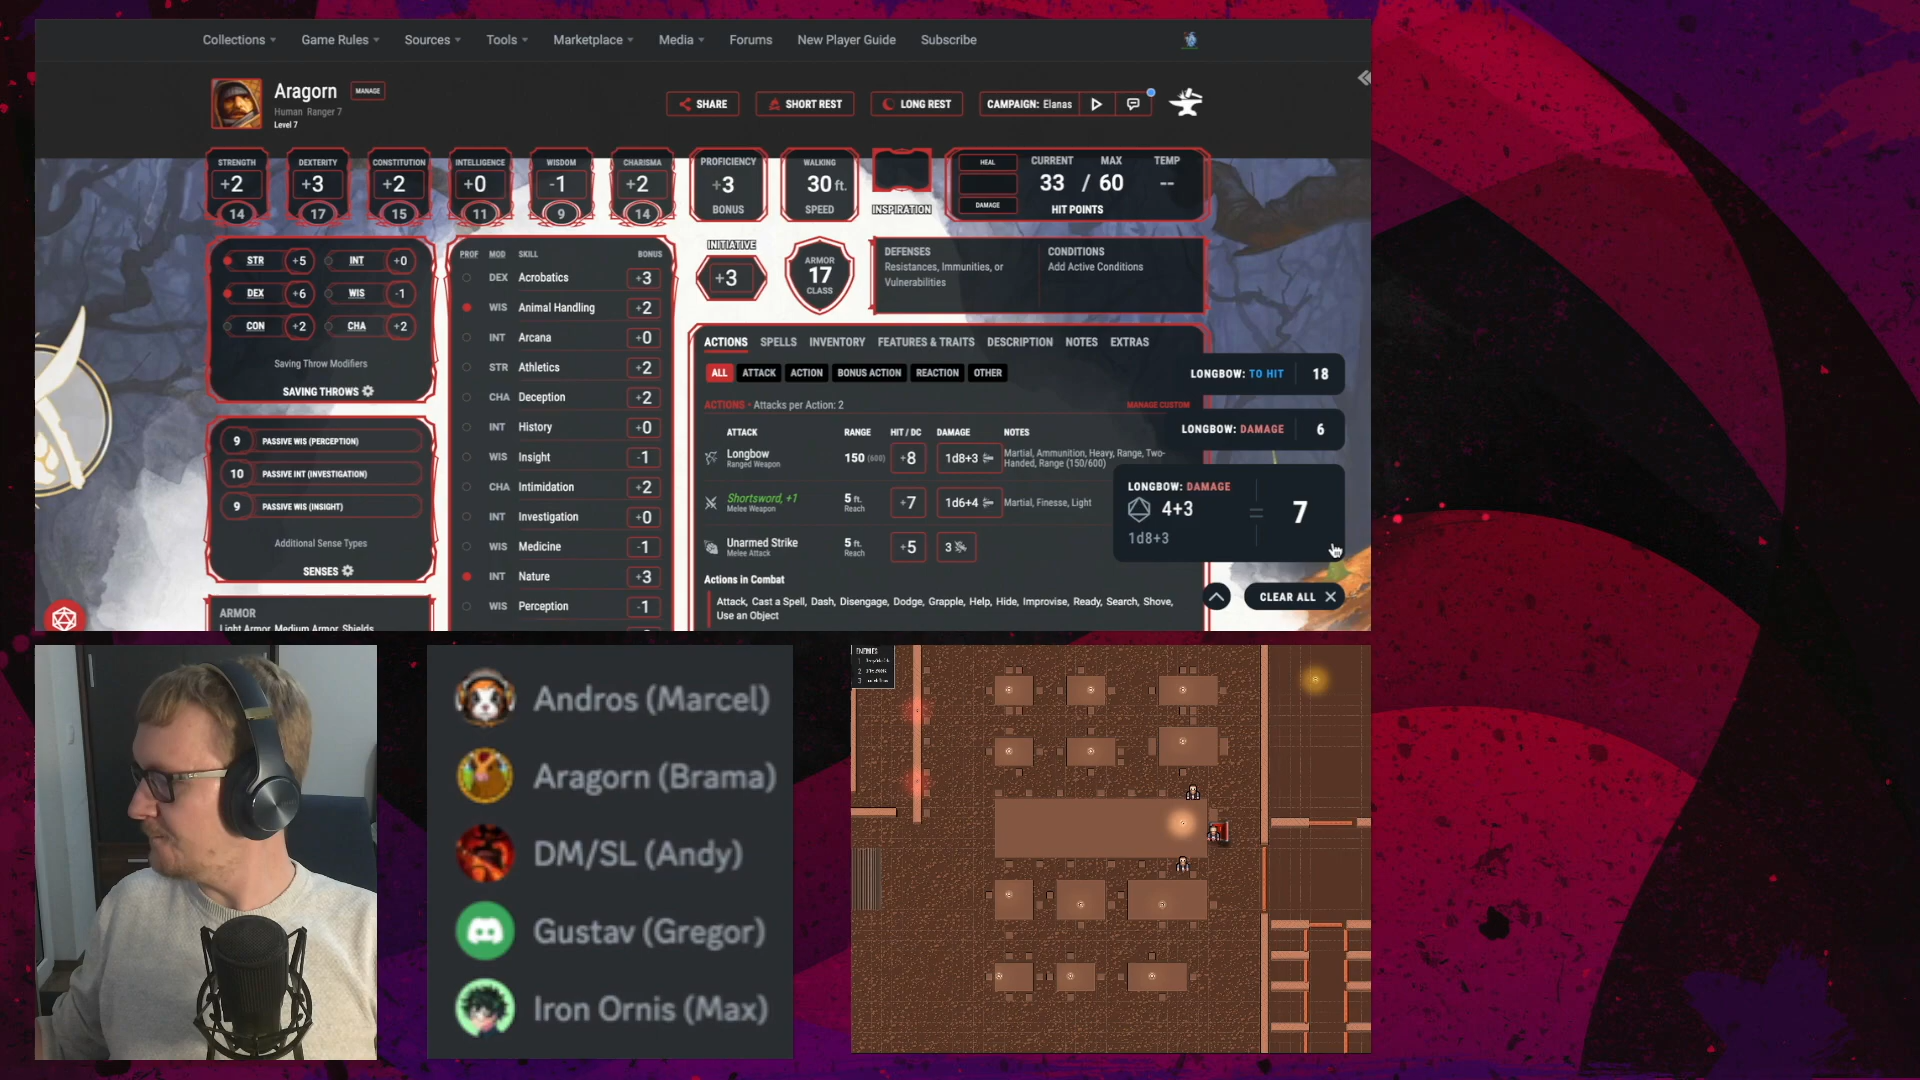 Collections
Game Rules
Sources
Tools
Marketplace
Media
Forums
New Player Guide
Subscribe
Aragorn
MANAGE
Human Ranger 7
Level 7
SHARE
SHORT REST
LONG REST
CAMPAIGN: Elanas
STRENGTH
+2
14
DEXTERITY
+3
17
CONSTITUTION
+2
15
INTELLIGENCE
+0
11
WISDOM
-1
9
CHARISMA
+2
14
PROFICIENCY
+3
BONUS
WALKING
30 ft.
SPEED
INSPIRATION
HEAL
DAMAGE
CURRENT MAX TEMP
33 / 60 --
HIT POINTS
STR +5 INT +0
DEX +6 WIS -1
CON +2 CHA +2
Saving Throw Modifiers
SAVING THROWS
9 PASSIVE WIS (PERCEPTION)
10 PASSIVE INT (INVESTIGATION)
9 PASSIVE WIS (INSIGHT)
Additional Sense Types
SENSES
ARMOR
Light Armor, Medium Armor, Shields
PROF MOD SKILL BONUS
DEX Acrobatics +3
WIS Animal Handling +2
INT Arcana +0
STR Athletics +2
CHA Deception +2
INT History +0
WIS Insight -1
CHA Intimidation +2
INT Investigation +0
WIS Medicine -1
INT Nature +3
WIS Perception -1
INITIATIVE
+3
ARMOR
17
CLASS
DEFENSES
Resistances, Immunities, or
Vulnerabilities
CONDITIONS
Add Active Conditions
ACTIONS SPELLS INVENTORY FEATURES & TRAITS DESCRIPTION NOTES EXTRAS
ALL ATTACK ACTION BONUS ACTION REACTION OTHER
ACTIONS • Attacks per Action: 2
MANAGE CUSTOM
ATTACK RANGE HIT / DC DAMAGE NOTES
Longbow
Ranged Weapon
150 (600) +8 1d8+3
Martial, Ammunition, Heavy, Range, Two-
Handed, Range (150/600)
Shortsword, +1
Melee Weapon
5 ft.
Reach
+7 1d6+4 Martial, Finesse, Light
Unarmed Strike
Melee Attack
5 ft.
Reach
+5 3
Actions in Combat
Attack, Cast a Spell, Dash, Disengage, Dodge, Grapple, Help, Hide, Improvise, Ready, Search, Shove,
Use an Object
LONGBOW: TO HIT 18
LONGBOW: DAMAGE 6
LONGBOW: DAMAGE
4+3 = 7
1d8+3
CLEAR ALL
Andros (Marcel)
Aragorn (Brama)
DM/SL (Andy)
Gustav (Gregor)
Iron Ornis (Max)
ENEMIES
1
2
3